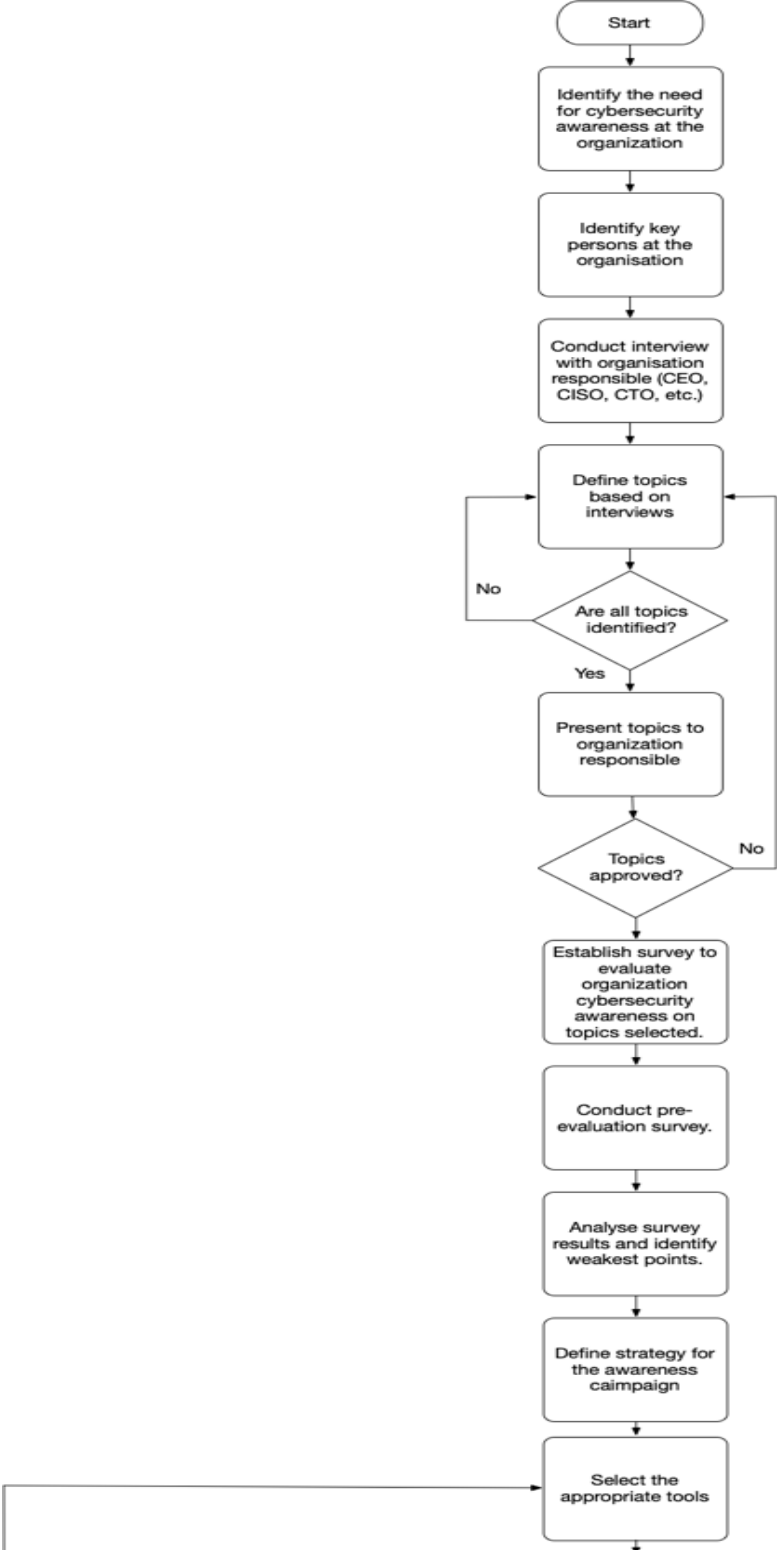 Start
Identify the need
for cybersecurity
awareness at the
organization
Identify key
persons at the
organisation
Conduct interview
with organisation
responsible (CEO,
CISO, CTO, etc.)
Define topics
based on
interviews
No
Are all topics
identified?
Yes
Present topics to
organization
responsible
Topics
approved?
No
Establish survey to
evaluate
organization
cybersecurity
awareness on
topics selected.
Conduct pre-
evaluation survey.
Analyse survey
results and identify
weakest points.
Define strategy for
the awareness
caimpaign
Select the
appropriate tools